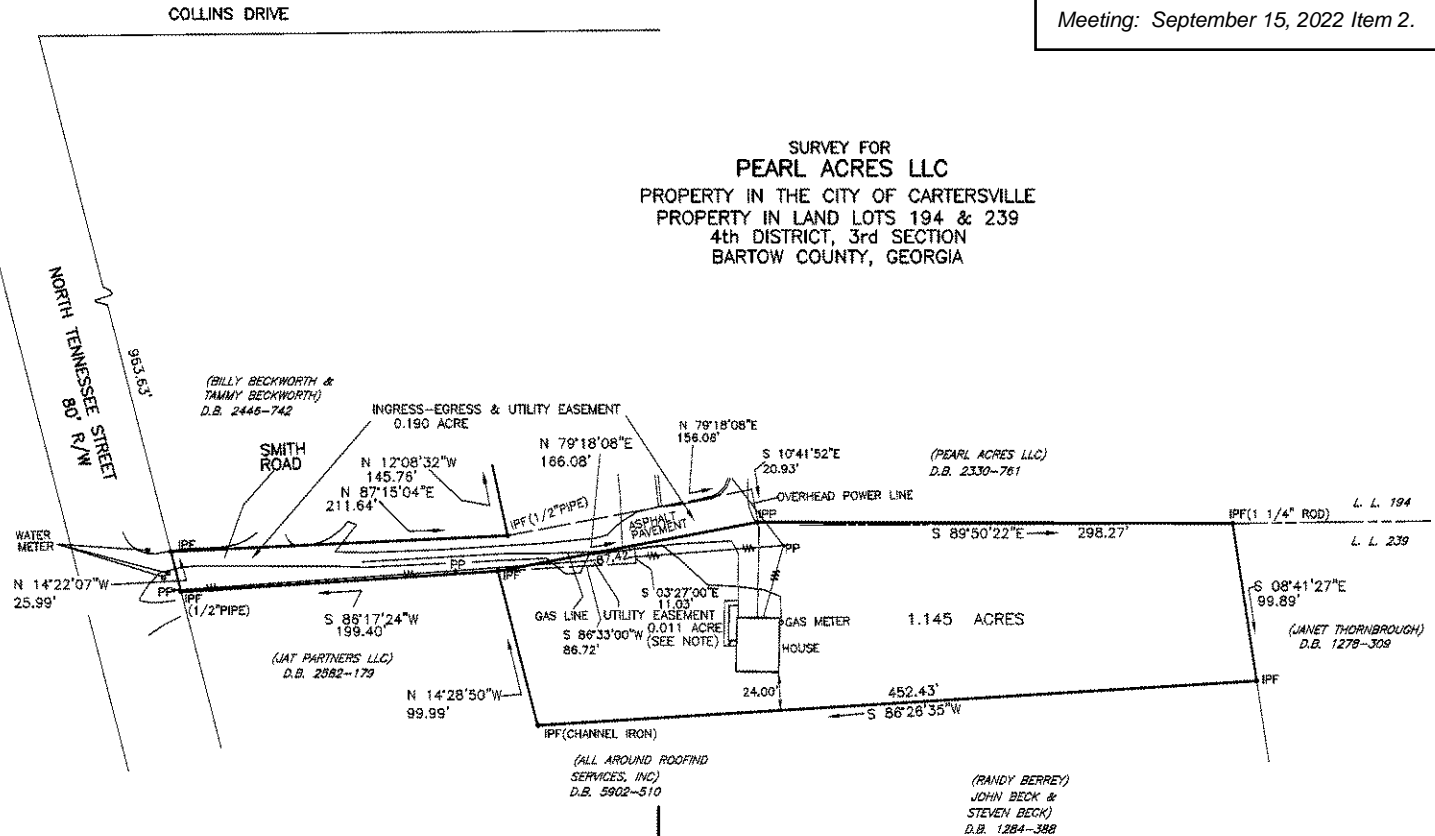 COLLINS DRIVE
Meeting: September 15, 2022 Item 2.
SURVEY FOR
PEARL ACRES LLC
PROPERTY IN THE CITY OF CARTERSVILLE
PROPERTY IN LAND LOTS 194 & 239
4th DISTRICT, 3rd SECTION
BARTOW COUNTY, GEORGIA
NORTH TENNESSEE STREET
80' R/W
963.63'
(BILLY BECKWORTH &
TAMMY BECKWORTH)
D.B. 2446-742
INGRESS-EGRESS & UTILITY EASEMENT
0.190 ACRE
SMITH
ROAD
N 12°08'32"W
145.76'
N 87°15'04"E
211.64'
N 79°18'08"E
166.08'
N 79°18'08"E
156.08'
S 10°41'52"E
20.93'
(PEARL ACRES LLC)
D.B. 2330-761
OVERHEAD POWER LINE
IPF(1/2"PIPE)
ASPHALT
PAVEMENT
IPP
IPF(1 1/4" ROD)
L. L. 194
L. L. 239
S 89°50'22"E
298.27'
WATER
METER
IPF
N 14°22'07"W
25.99'
PP
IPF
(1/2"PIPE)
PP
IPF
87.42'
PP
S 86°17'24"W
199.40'
(JAT PARTNERS LLC)
D.B. 2582-179
GAS LINE
UTILITY EASEMENT
0.011 ACRE
(SEE NOTE)
S 03°27'00"E
11.03'
S 86°33'00"W
86.72'
GAS METER
HOUSE
1.145 ACRES
S 08°41'27"E
99.89'
(JANET THORNBROUGH)
D.B. 1278-309
N 14°28'50"W
99.99'
24.00'
452.43'
S 86°26'35"W
IPF
IPF(CHANNEL IRON)
(ALL AROUND ROOFIND
SERVICES, INC)
D.B. 5902-510
(RANDY BERREY)
JOHN BECK &
STEVEN BECK)
D.B. 1284-388